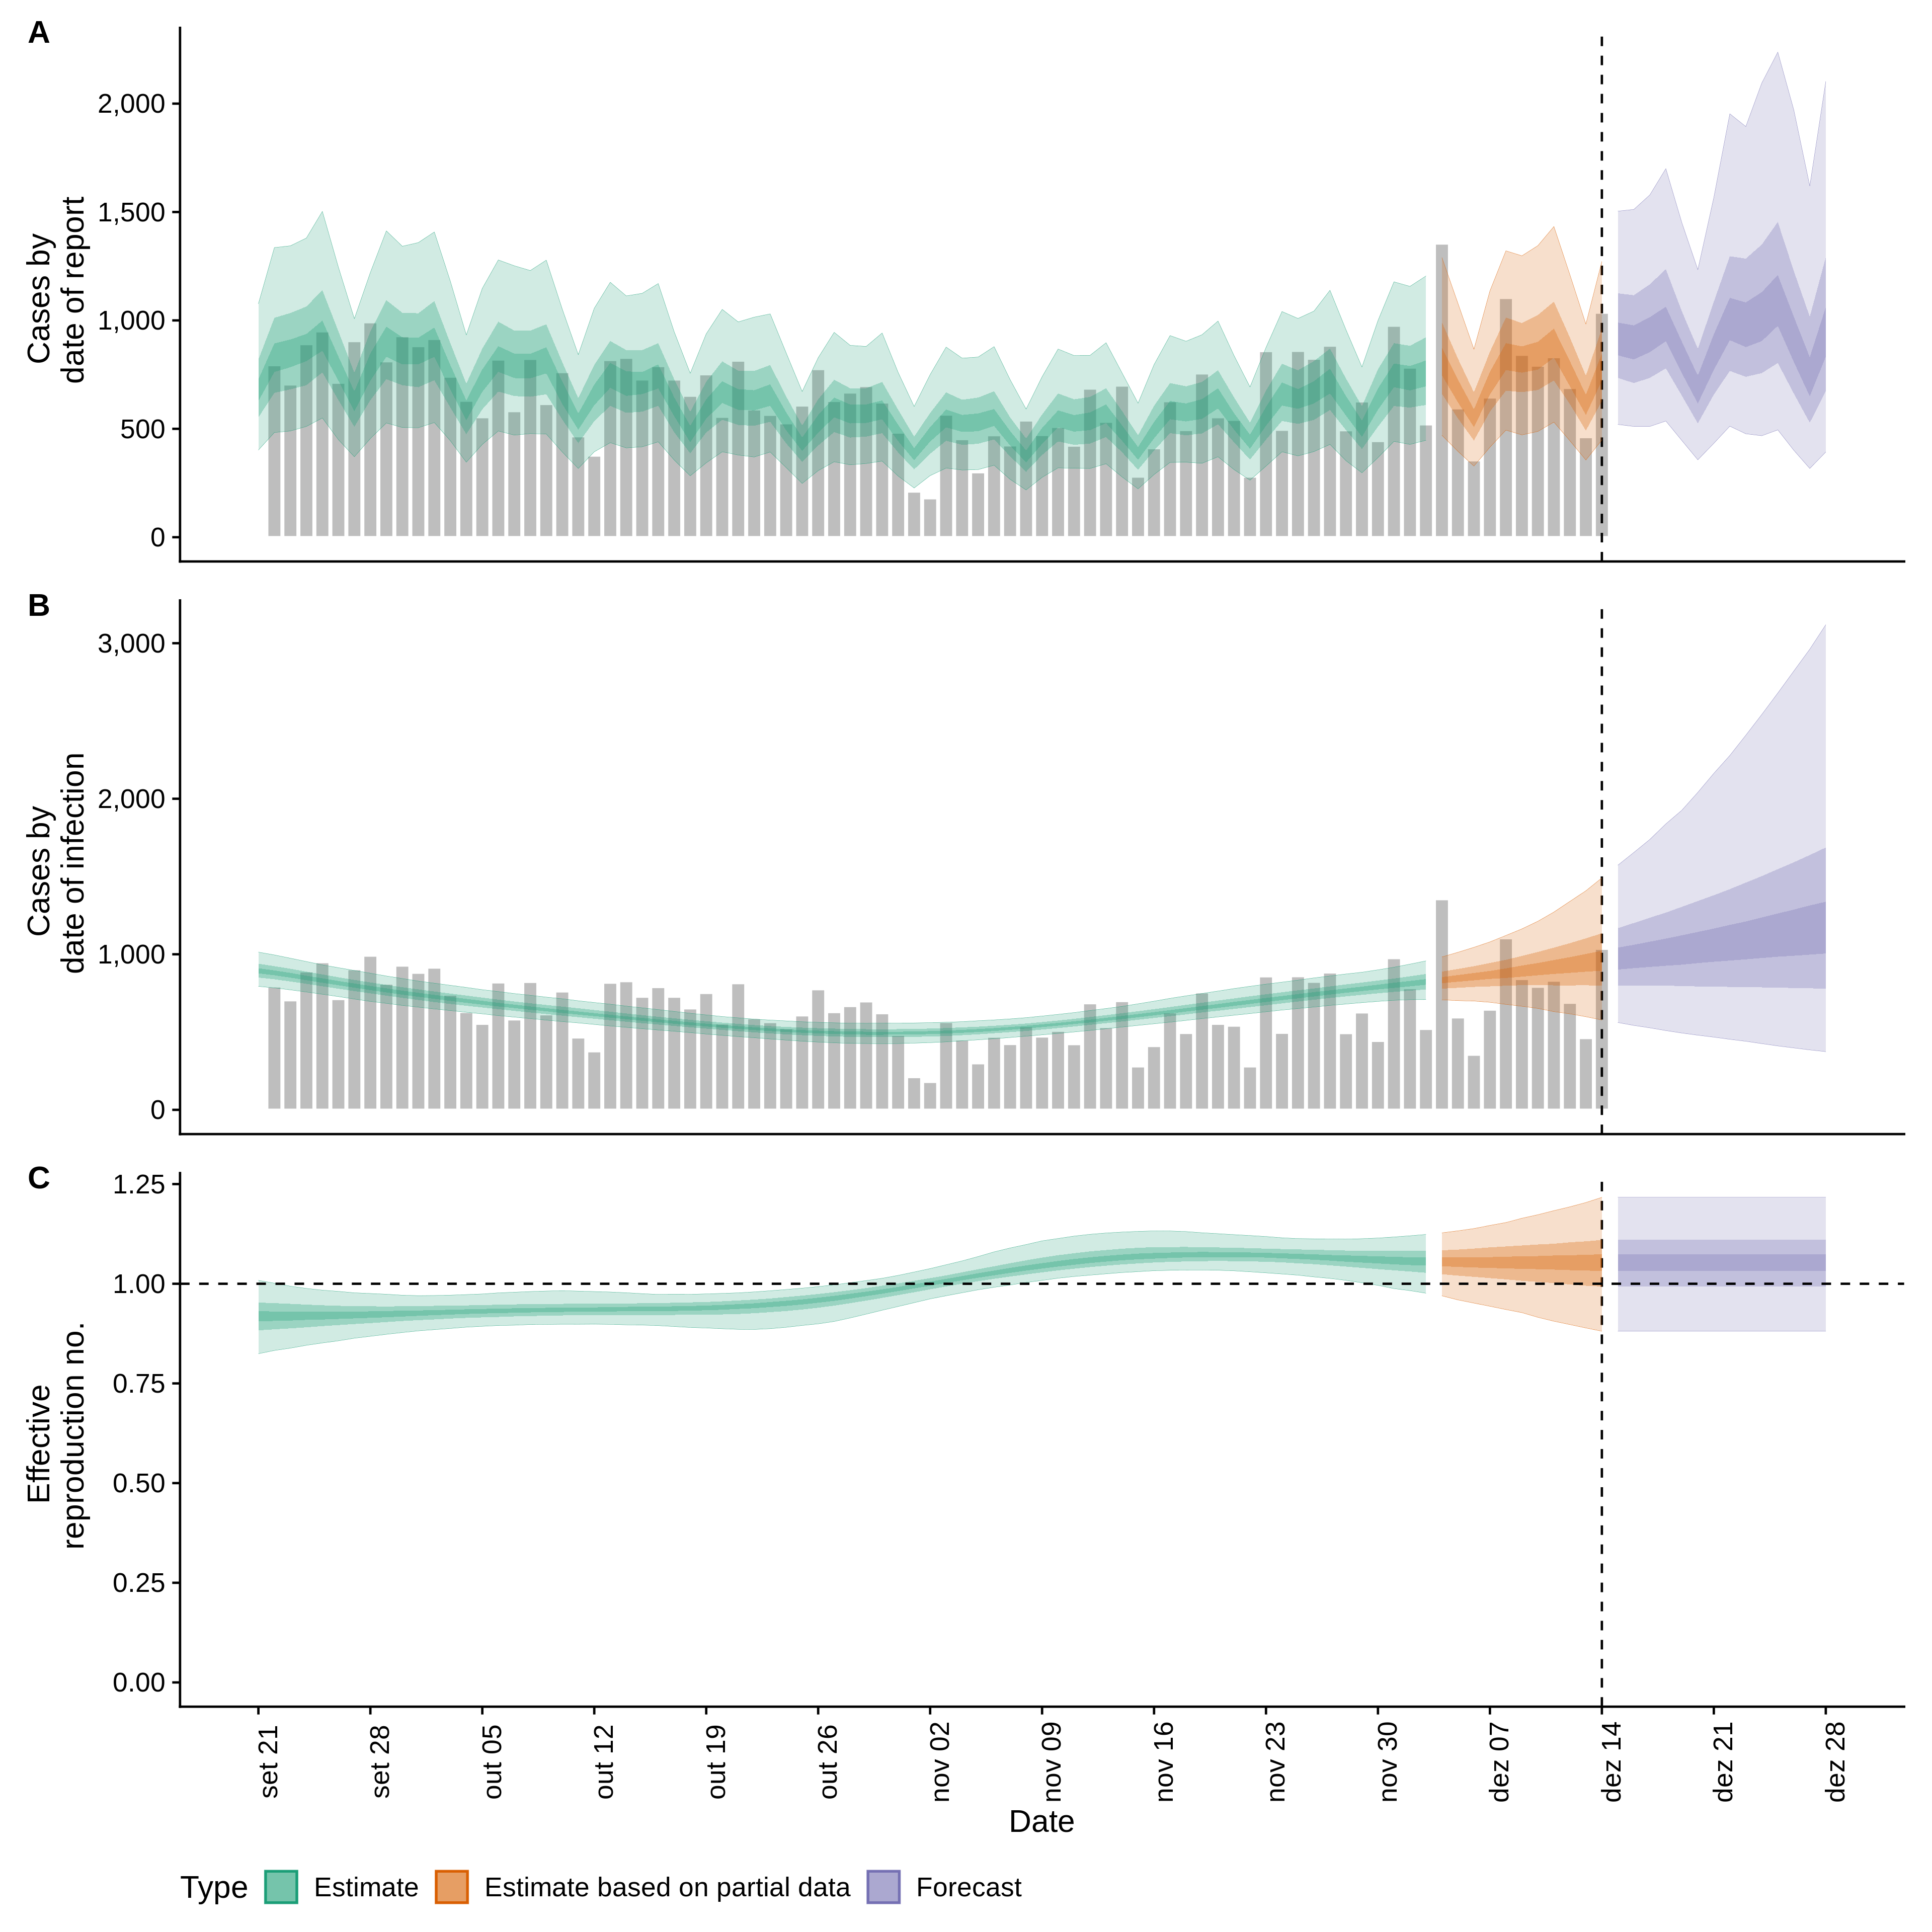 A
2,000
1,500
1,000
500
0
Cases by
date of report
B
3,000
2,000
1,000
0
Cases by
date of infection
C
1.25
1.00
0.75
0.50
0.25
0.00
Effective
reproduction no.
set 21
set 28
out 05
out 12
out 19
out 26
nov 02
nov 09
nov 16
nov 23
nov 30
dez 07
dez 14
dez 21
dez 28
Date
Type Estimate Estimate based on partial data Forecast